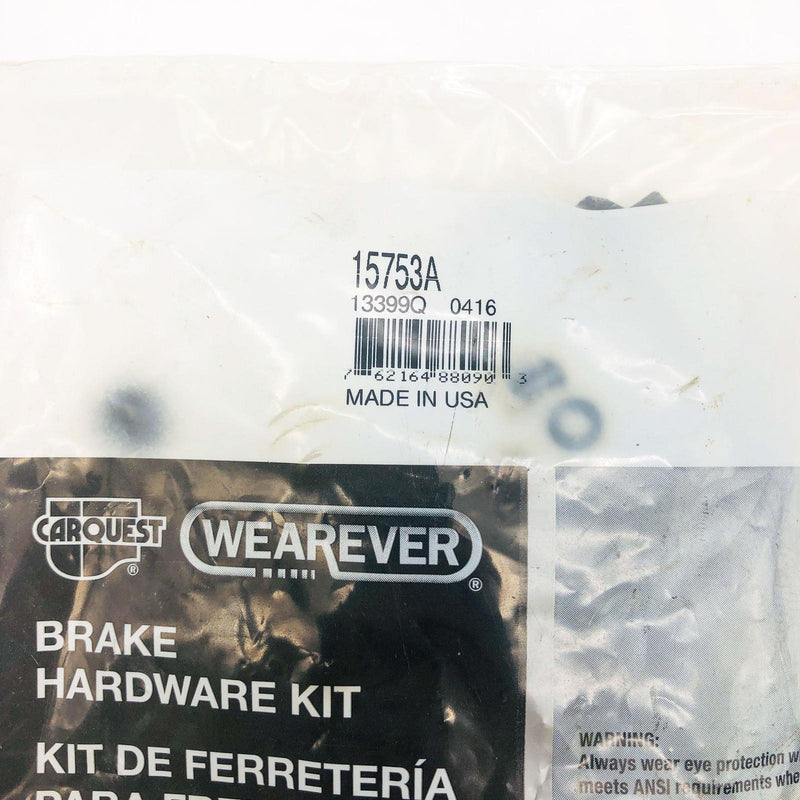 15753A
13399Q 0416
7 62164 88090 3
MADE IN USA
CARQUEST ®
WEAREVER ®
BRAKE
HARDWARE KIT
KIT DE FERRETERÍA
PARA
WARNING:
Always wear eye protection
meets ANSI requirements